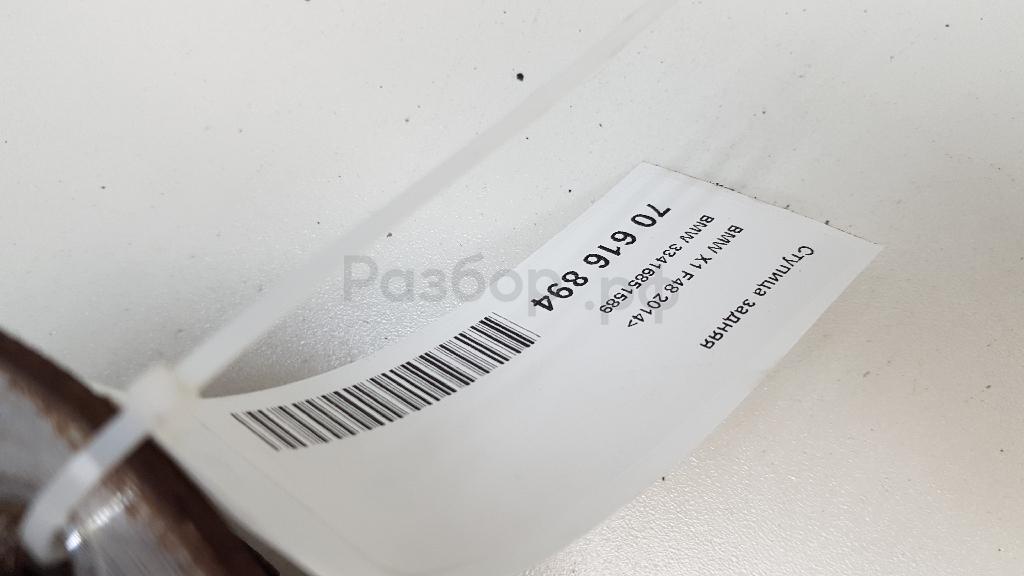 Ступица задняя
BMW X1 F48 2014>
BMW 33416851589
70 616 894
Разбор.рф